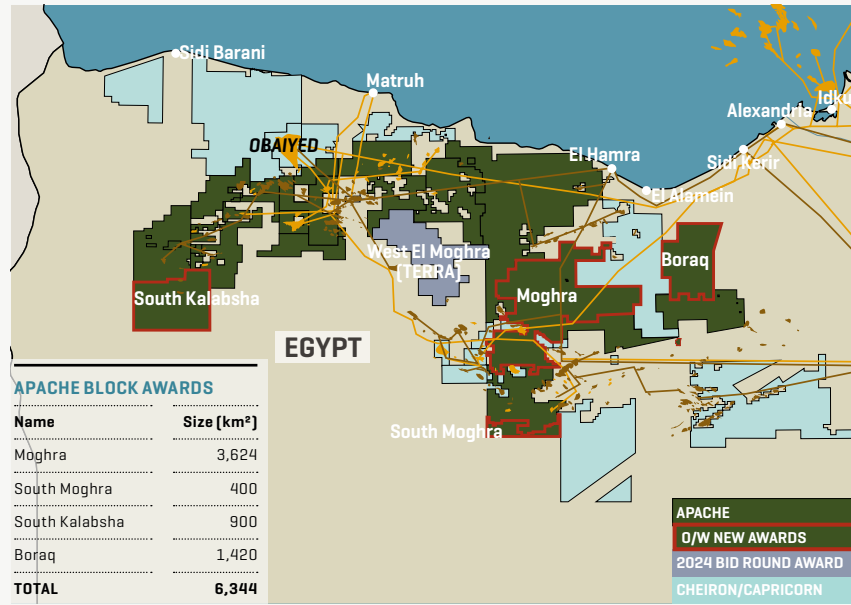 Sidi Barani
Matruh
Idku
Alexandria
OBAIYED
El Hamra
Sidi Kerir
El Alamein
West El Moghra
(TERRA)
Boraq
South Kalabsha
Moghra
EGYPT
South Moghra
APACHE BLOCK AWARDS
Name Size (km²)
Moghra 3,624
South Moghra 400
South Kalabsha 900
Boraq 1,420
TOTAL 6,344
APACHE
O/W NEW AWARDS
2024 BID ROUND AWARD
CHEIRON/CAPRICORN